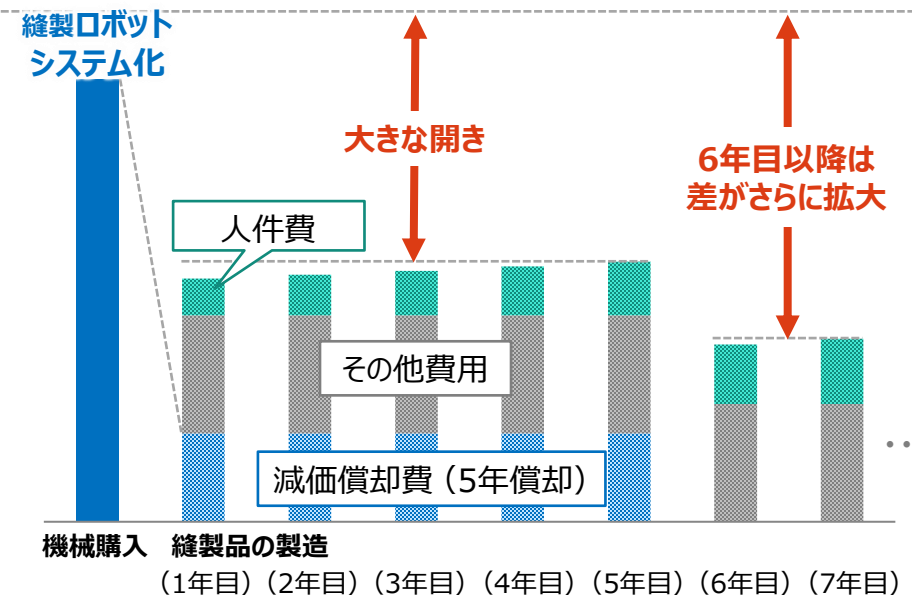 縫製ロボット
システム化
大きな開き
6年目以降は
差がさらに拡大
人件費
その他費用
減価償却費（5年償却）
・・
機械購入 縫製品の製造
（1年目）（2年目）（3年目）（4年目）（5年目）（6年目）（7年目）